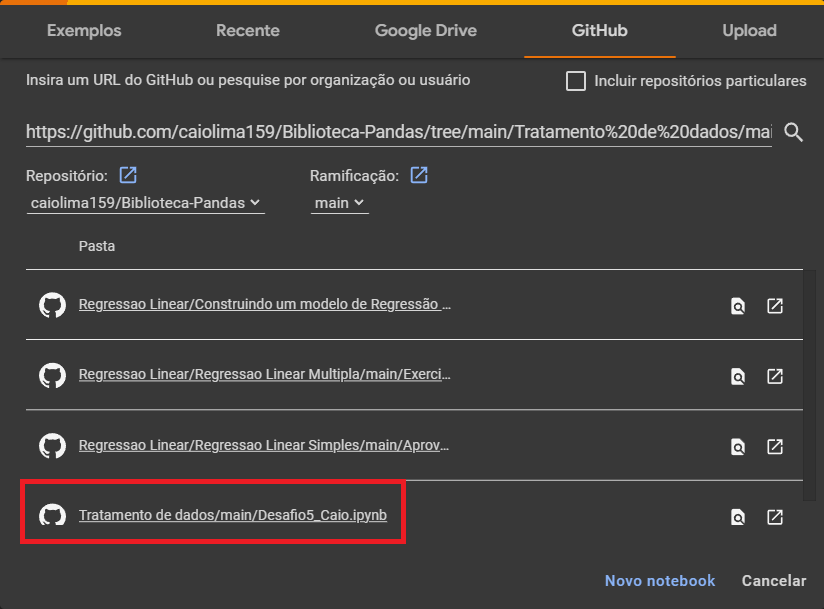 Exemplos Recente Google Drive GitHub Upload
Insira um URL do GitHub ou pesquise por organização ou usuário Incluir repositórios particulares
https://github.com/caiolima159/Biblioteca-Pandas/tree/main/Tratamento%20de%20dados/mai
Repositório: Ramificação:
caiolima159/Biblioteca-Pandas main
Pasta
Regressao Linear/Construindo um modelo de Regressão ...
Regressao Linear/Regressao Linear Multipla/main/Exerci...
Regressao Linear/Regressao Linear Simples/main/Aprov...
Tratamento de dados/main/Desafio5_Caio.ipynb
Novo notebook Cancelar